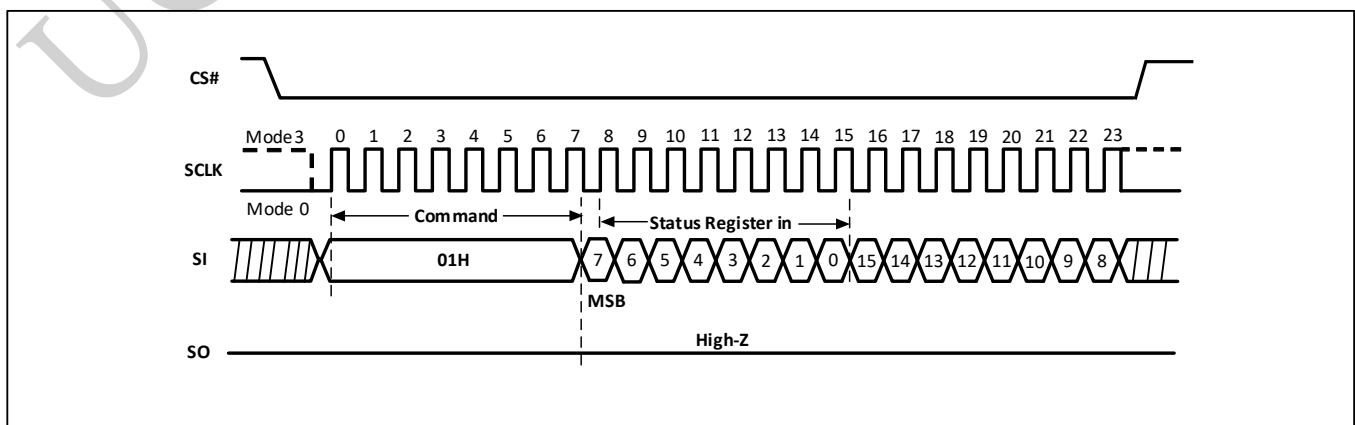 CS#
0 1 2 3 4 5 6 7 8 9 10 11 12 13 14 15 16 17 18 19 20 21 22 23
Mode 3
SCLK
Mode 0
Command
Status Register in
SI
01H
7 6 5 4 3 2 1 0 15 14 13 12 11 10 9 8
MSB
High-Z
SO